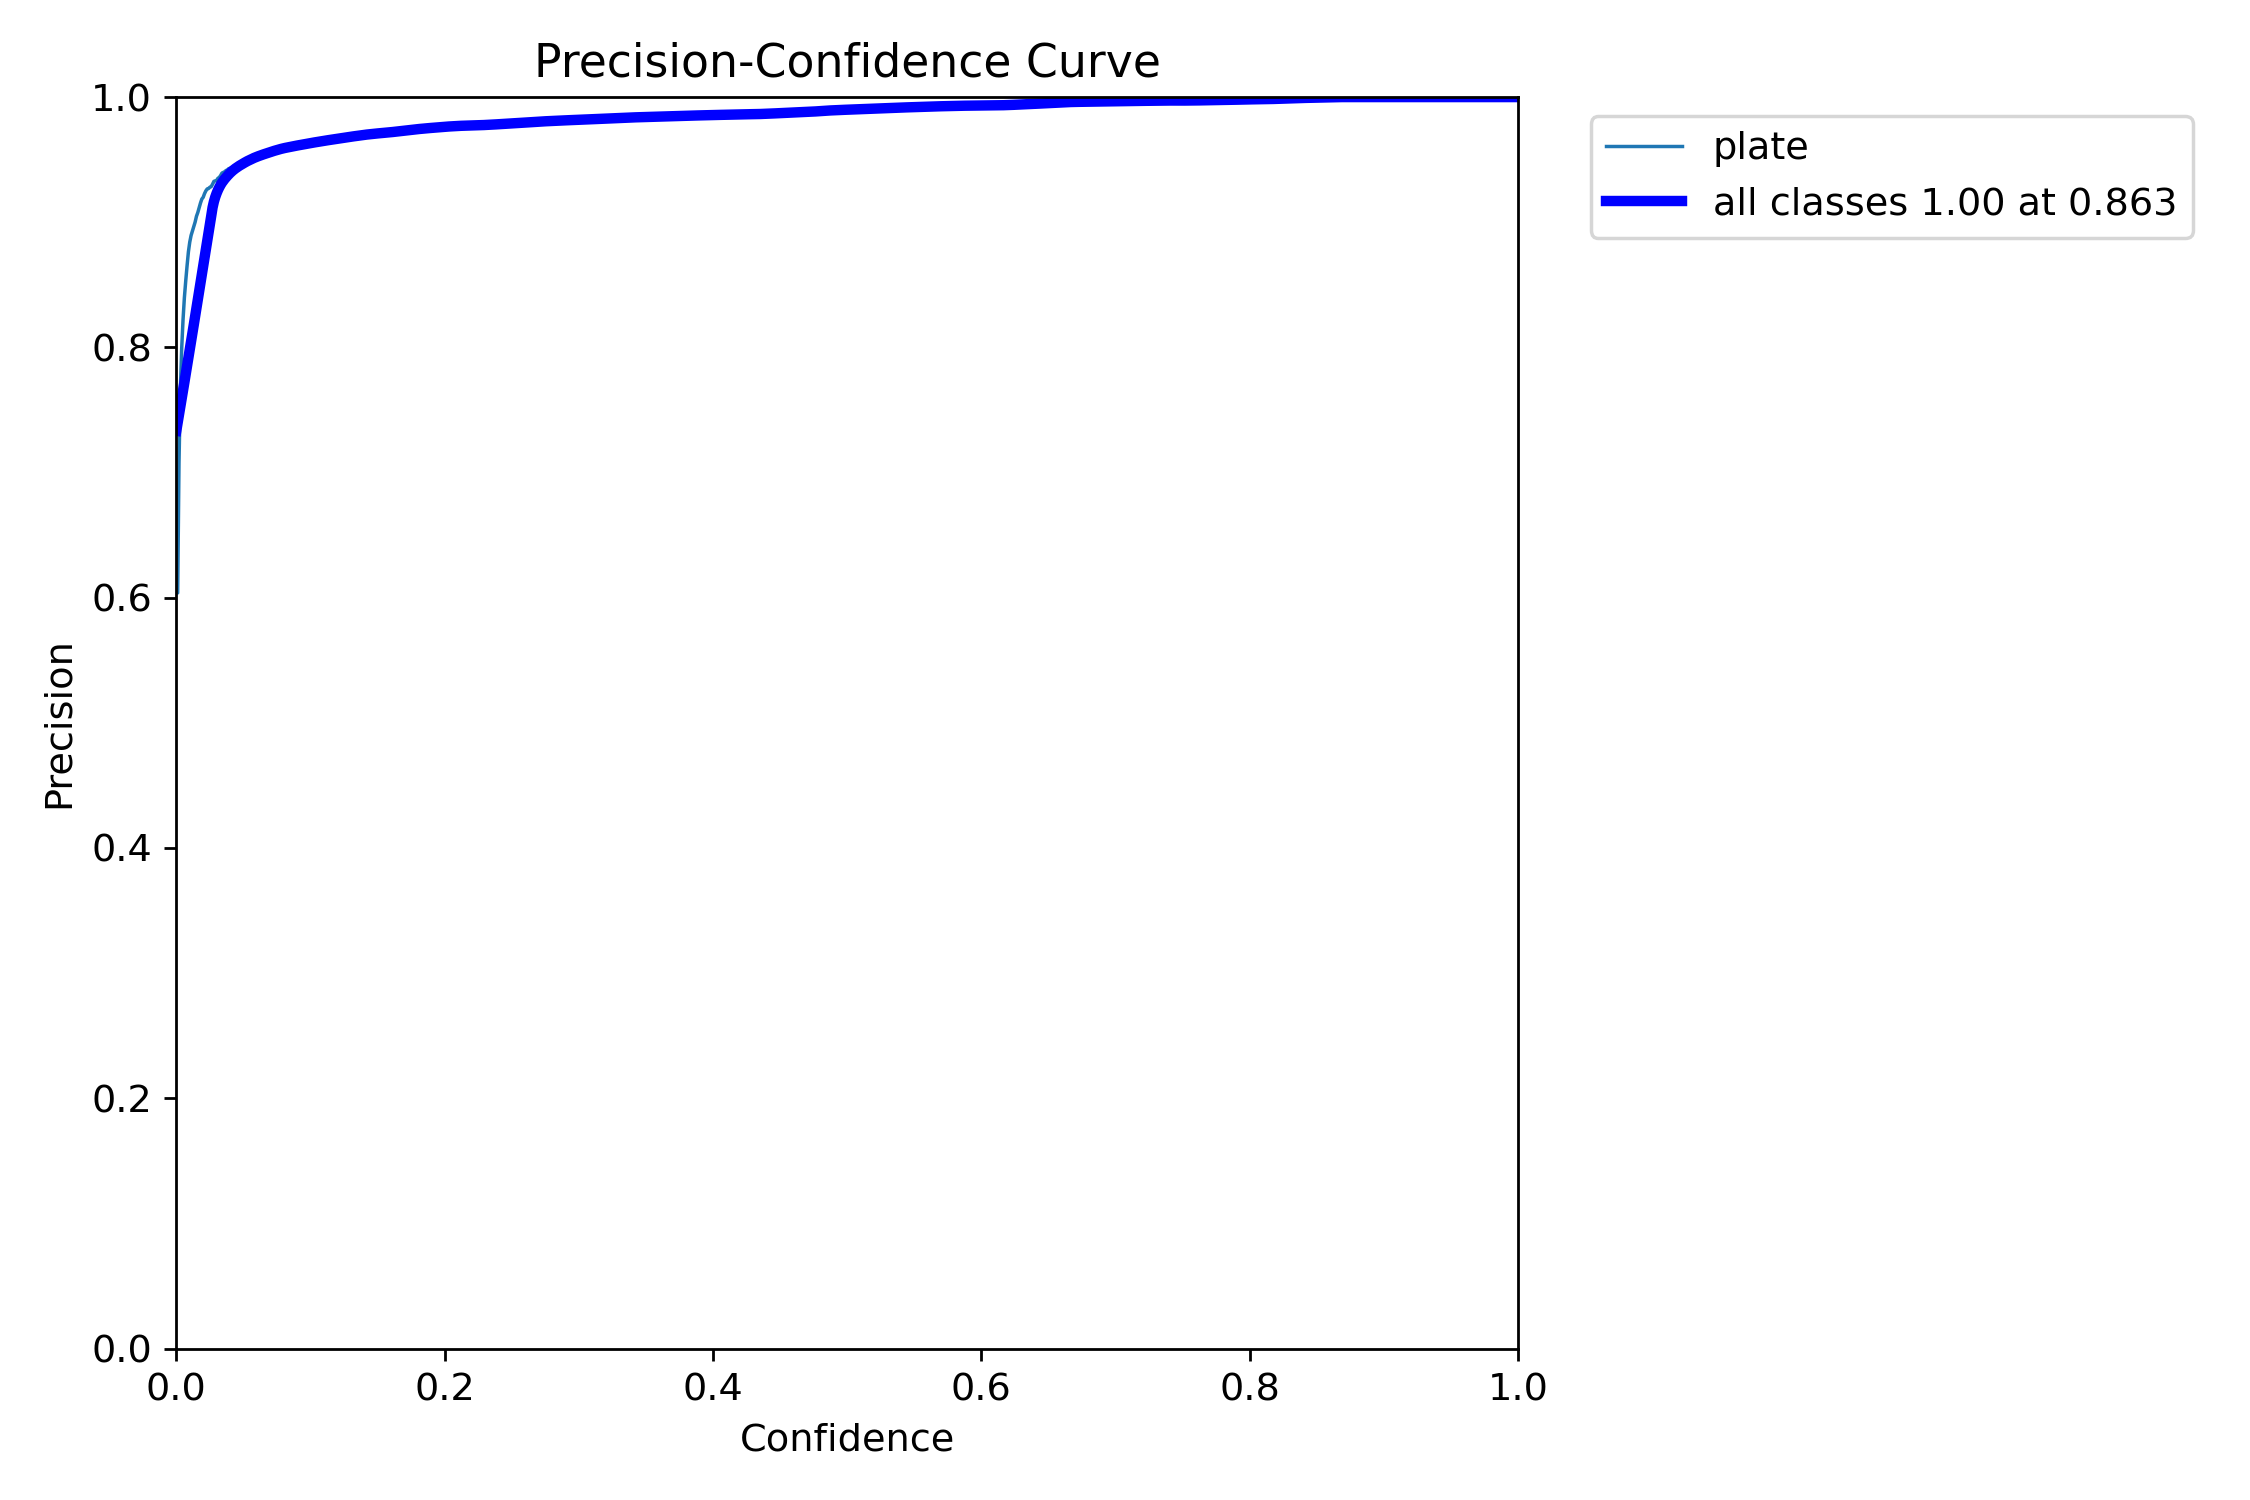 Precision-Confidence Curve
plate
all classes 1.00 at 0.863
1.0
0.8
0.6
0.4
0.2
0.0
Precision
0.0 0.2 0.4 0.6 0.8 1.0
Confidence